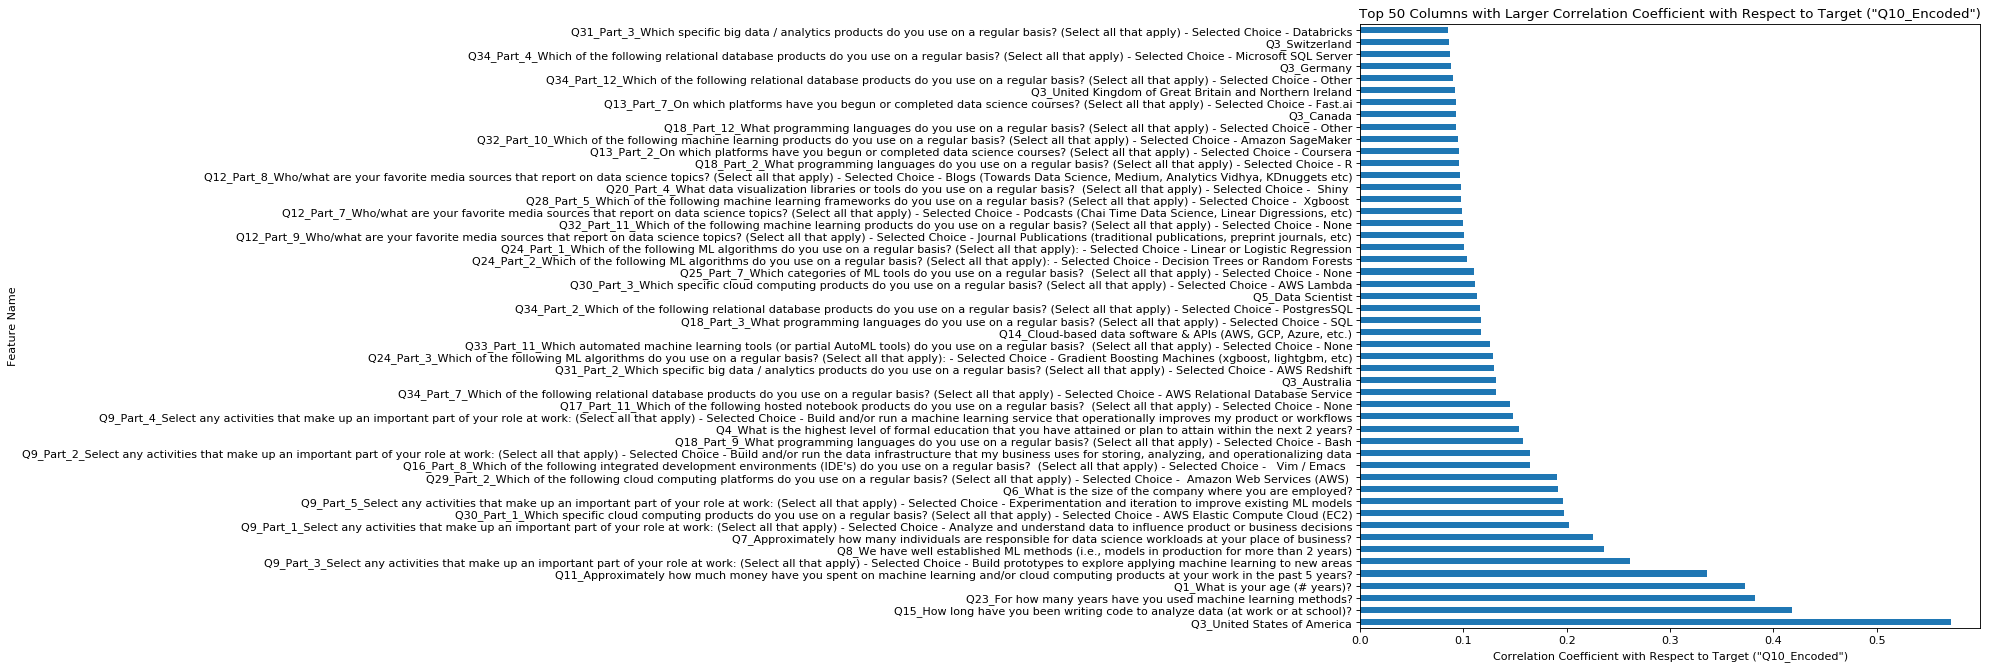 Top 50 Columns with Larger Correlation Coefficient with Respect to Target ("Q10_Encoded")
Q31_Part_3_Which specific big data / analytics products do you use on a regular basis? (Select all that apply) - Selected Choice - Databricks
Q3_Switzerland
Q34_Part_4_Which of the following relational database products do you use on a regular basis? (Select all that apply) - Selected Choice - Microsoft SQL Server
Q3_Germany
Q34_Part_12_Which of the following relational database products do you use on a regular basis? (Select all that apply) - Selected Choice - Other
Q3_United Kingdom of Great Britain and Northern Ireland
Q13_Part_7_On which platforms have you begun or completed data science courses? (Select all that apply) - Selected Choice - Fast.ai
Q3_Canada
Q18_Part_12_What programming languages do you use on a regular basis? (Select all that apply) - Selected Choice - Other
Q32_Part_10_Which of the following machine learning products do you use on a regular basis? (Select all that apply) - Selected Choice - Amazon SageMaker
Q13_Part_2_On which platforms have you begun or completed data science courses? (Select all that apply) - Selected Choice - Coursera
Q18_Part_2_What programming languages do you use on a regular basis? (Select all that apply) - Selected Choice - R
Q12_Part_8_Who/what are your favorite media sources that report on data science topics? (Select all that apply) - Selected Choice - Blogs (Towards Data Science, Medium, Analytics Vidhya, KDnuggets etc)
Q20_Part_4_What data visualization libraries or tools do you use on a regular basis?  (Select all that apply) - Selected Choice -  Shiny
Q28_Part_5_Which of the following machine learning frameworks do you use on a regular basis? (Select all that apply) - Selected Choice -  Xgboost
Q12_Part_7_Who/what are your favorite media sources that report on data science topics? (Select all that apply) - Selected Choice - Podcasts (Chai Time Data Science, Linear Digressions, etc)
Q32_Part_11_Which of the following machine learning products do you use on a regular basis? (Select all that apply) - Selected Choice - None
Q12_Part_9_Who/what are your favorite media sources that report on data science topics? (Select all that apply) - Selected Choice - Journal Publications (traditional publications, preprint journals, etc)
Q24_Part_1_Which of the following ML algorithms do you use on a regular basis? (Select all that apply): - Selected Choice - Linear or Logistic Regression
Q24_Part_2_Which of the following ML algorithms do you use on a regular basis? (Select all that apply): - Selected Choice - Decision Trees or Random Forests
Q25_Part_7_Which categories of ML tools do you use on a regular basis?  (Select all that apply) - Selected Choice - None
Q30_Part_3_Which specific cloud computing products do you use on a regular basis? (Select all that apply) - Selected Choice - AWS Lambda
Q5_Data Scientist
Q34_Part_2_Which of the following relational database products do you use on a regular basis? (Select all that apply) - Selected Choice - PostgresSQL
Q18_Part_3_What programming languages do you use on a regular basis? (Select all that apply) - Selected Choice - SQL
Q14_Cloud-based data software & APIs (AWS, GCP, Azure, etc.)
Q33_Part_11_Which automated machine learning tools (or partial AutoML tools) do you use on a regular basis?  (Select all that apply) - Selected Choice - None
Q24_Part_3_Which of the following ML algorithms do you use on a regular basis? (Select all that apply): - Selected Choice - Gradient Boosting Machines (xgboost, lightgbm, etc)
Q31_Part_2_Which specific big data / analytics products do you use on a regular basis? (Select all that apply) - Selected Choice - AWS Redshift
Q3_Australia
Q34_Part_7_Which of the following relational database products do you use on a regular basis? (Select all that apply) - Selected Choice - AWS Relational Database Service
Q17_Part_11_Which of the following hosted notebook products do you use on a regular basis?  (Select all that apply) - Selected Choice - None
Q9_Part_4_Select any activities that make up an important part of your role at work: (Select all that apply) - Selected Choice - Build and/or run a machine learning service that operationally improves my product or workflows
Q4_What is the highest level of formal education that you have attained or plan to attain within the next 2 years?
Q18_Part_9_What programming languages do you use on a regular basis? (Select all that apply) - Selected Choice - Bash
Q9_Part_2_Select any activities that make up an important part of your role at work: (Select all that apply) - Selected Choice - Build and/or run the data infrastructure that my business uses for storing, analyzing, and operationalizing data
Q16_Part_8_Which of the following integrated development environments (IDE's) do you use on a regular basis?  (Select all that apply) - Selected Choice -   Vim / Emacs
Q29_Part_2_Which of the following cloud computing platforms do you use on a regular basis? (Select all that apply) - Selected Choice -  Amazon Web Services (AWS)
Q6_What is the size of the company where you are employed?
Q9_Part_5_Select any activities that make up an important part of your role at work: (Select all that apply) - Selected Choice - Experimentation and iteration to improve existing ML models
Q30_Part_1_Which specific cloud computing products do you use on a regular basis? (Select all that apply) - Selected Choice - AWS Elastic Compute Cloud (EC2)
Q9_Part_1_Select any activities that make up an important part of your role at work: (Select all that apply) - Selected Choice - Analyze and understand data to influence product or business decisions
Q7_Approximately how many individuals are responsible for data science workloads at your place of business?
Q8_We have well established ML methods (i.e., models in production for more than 2 years)
Q9_Part_3_Select any activities that make up an important part of your role at work: (Select all that apply) - Selected Choice - Build prototypes to explore applying machine learning to new areas
Q11_Approximately how much money have you spent on machine learning and/or cloud computing products at your work in the past 5 years?
Q1_What is your age (# years)?
Q23_For how many years have you used machine learning methods?
Q15_How long have you been writing code to analyze data (at work or at school)?
Q3_United States of America
Feature Name
0.0 0.1 0.2 0.3 0.4 0.5
Correlation Coefficient with Respect to Target ("Q10_Encoded")